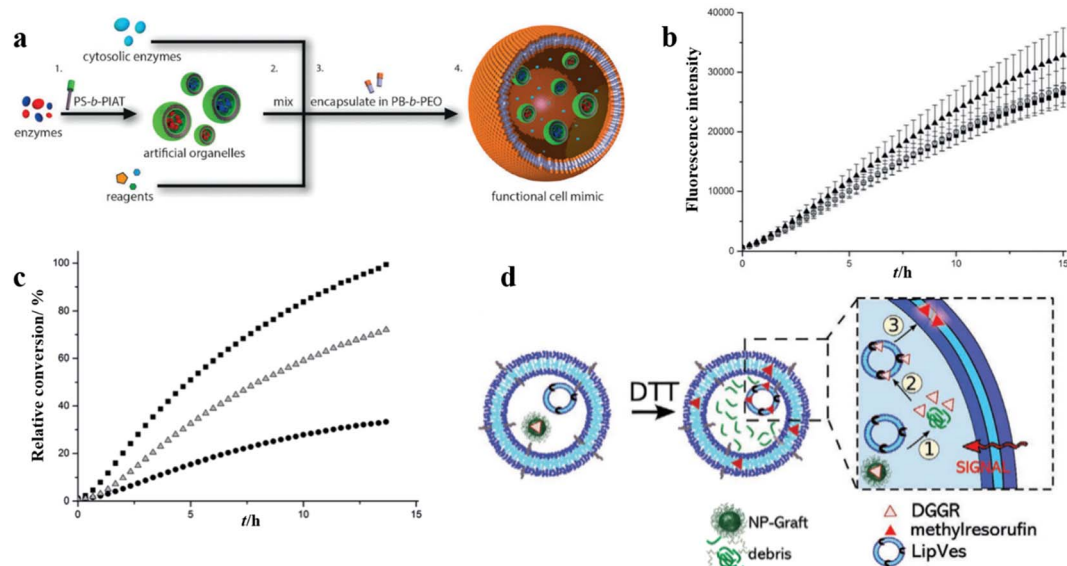 a
cytosolic enzymes
1.
2.
3.
4.
PS-b-PIAT
mix
encapsulate in PB-b-PEO
enzymes
artificial organelles
reagents
functional cell mimic
b
Fluorescence intensity
40000
30000
20000
10000
0
0
5
10
15
t/h
c
Relative conversion/ %
100
80
60
40
20
0
0
5
10
15
t/h
d
DTT
3
2
1
SIGNAL
NP-Graft
debris
DGGR
methylresorufin
LipVes